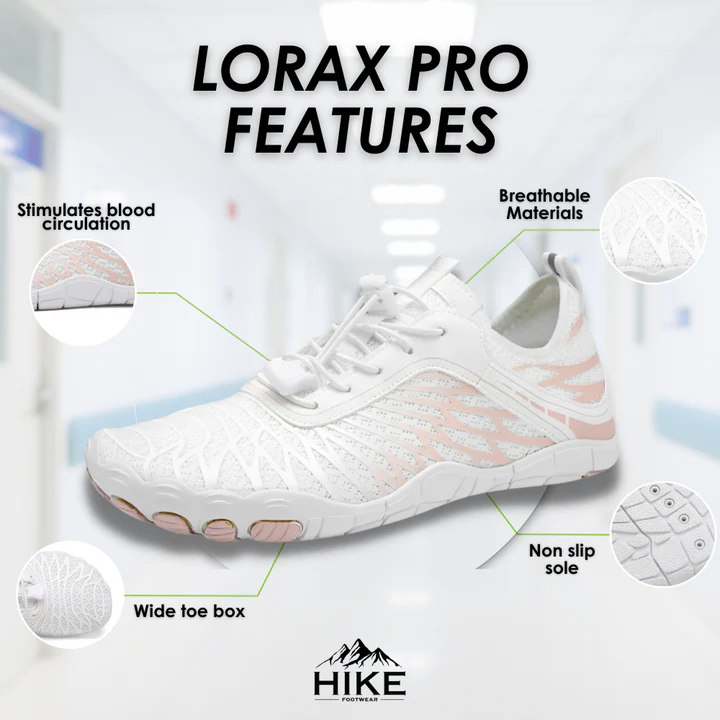 LORAX PRO
FEATURES
Stimulates blood
circulation
Breathable
Materials
Non slip
sole
Wide toe box
HIKE
FOOTWEAR